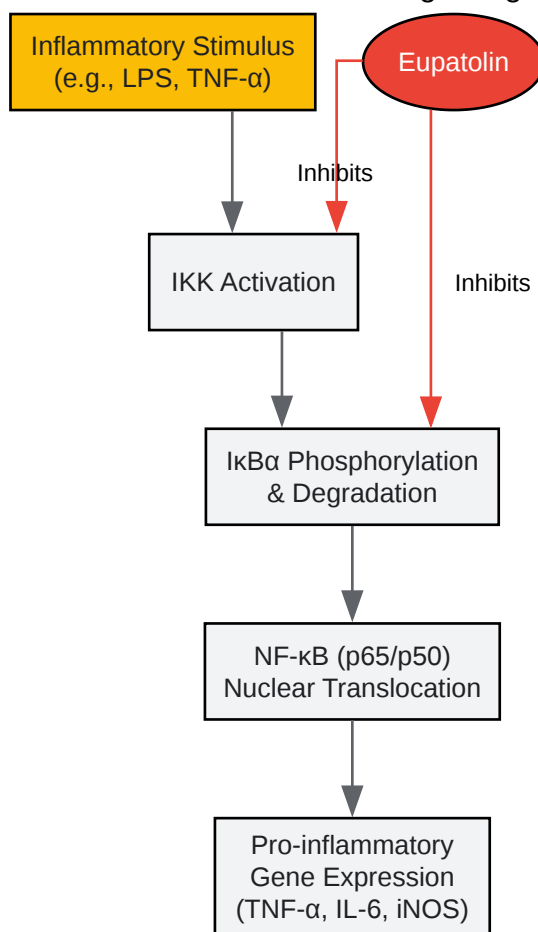 Inflammatory Stimulus
(e.g., LPS, TNF-α)
Eupatolin
Inhibits
IKK Activation
Inhibits
IκBα Phosphorylation
& Degradation
NF-κB (p65/p50)
Nuclear Translocation
Pro-inflammatory
Gene Expression
(TNF-α, IL-6, iNOS)